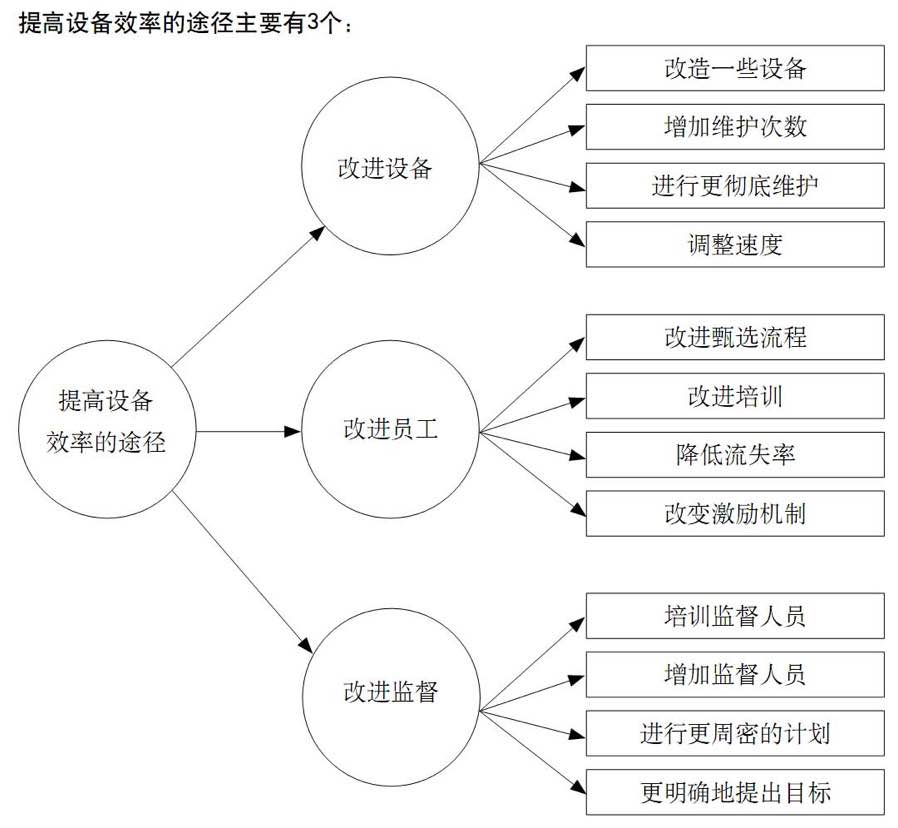 提高设备效率的途径主要有3个：
提高设备
效率的途径
改进设备
改造一些设备
增加维护次数
进行更彻底维护
调整速度
改进员工
改进甄选流程
改进培训
降低流失率
改变激励机制
改进监督
培训监督人员
增加监督人员
进行更周密的计划
更明确地提出目标